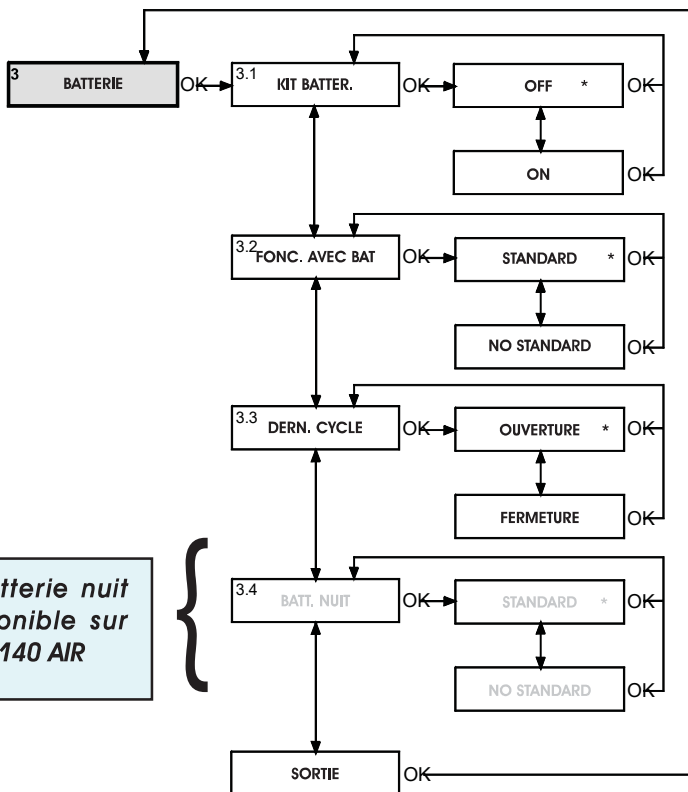 3 BATTERIE OK 3.1 KIT BATTER. OK OFF * OK
ON OK
3.2 FONC. AVEC BAT OK STANDARD * OK
NO STANDARD OK
3.3 DERN. CYCLE OK OUVERTURE * OK
FERMETURE OK
nuit
sur
140 AIR
3.4 BATT. NUIT OK STANDARD * OK
NO STANDARD OK
SORTIE OK